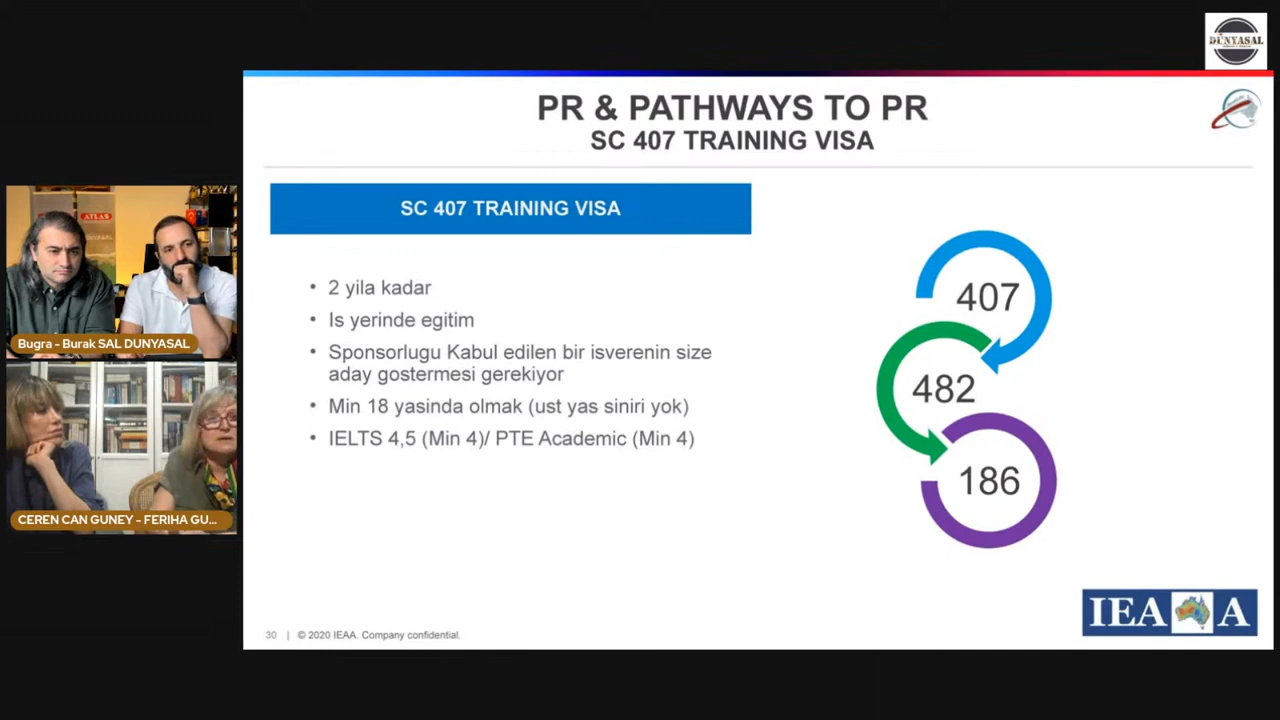 DÜNYASAL
PR & PATHWAYS TO PR
SC 407 TRAINING VISA
SC 407 TRAINING VISA
• 2 yila kadar
• Is yerinde egitim
• Sponsorlugu Kabul edilen bir isverenin size
aday gostermesi gerekiyor
• Min 18 yasinda olmak (ust yas siniri yok)
• IELTS 4,5 (Min 4)/ PTE Academic (Min 4)
407
482
186
ATLAS
Bugra - Burak SAL DUNYASAL
CEREN CAN GUNEY - FERIHA GU...
30 | © 2020 IEAA. Company confidential.
IEAA